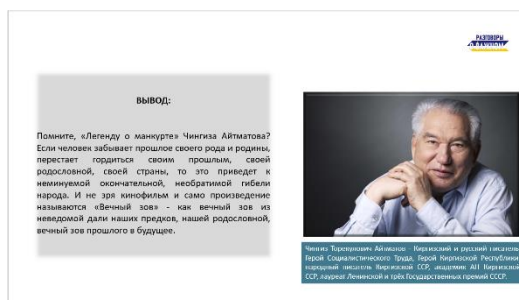 РАЗГОВОРЫ
О ВАЖНОМ
ВЫВОД:
Помните, «Легенду о манкурте» Чингиза Айтматова?
Если человек забывает прошлое своего рода и родины,
перестает гордиться своим прошлым, своей
родословной, своей страны, то это приведет к
неминуемой окончательной, необратимой гибели
народа. И не зря кинофильм и само произведение
называются «Вечный зов» - как вечный зов из
неведомой дали наших предков, нашей родословной,
вечный зов прошлого в будущее.
Чингиз Торекулович Айтматов - Киргизский и русский писатель
Герой Социалистического Труда, Герой Киргизской Республики
народный писатель Киргизской ССР, академик АН Киргизской
ССР, лауреат Ленинской и трёх Государственных премий СССР.